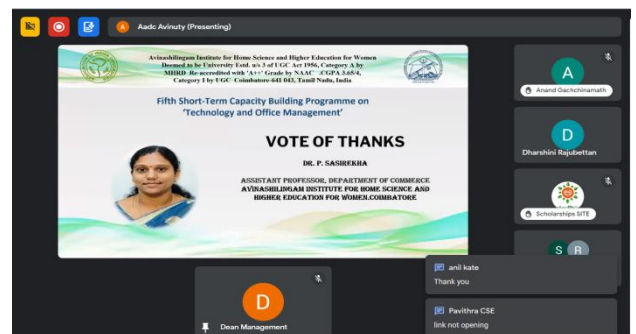 Aadc Avinuty (Presenting)
Avinashilingam Institute for Home Science and Higher Education for Women
Deemed to be University Estd. u/s 3 of UGC Act 1956, Category A by
MHRD Re-accredited with 'A++' Grade by NAAC .CGPA 3.65/4,
Category I by UGC Coimbatore-641 043, Tamil Nadu, India
Fifth Short-Term Capacity Building Programme on
'Technology and Office Management'
VOTE OF THANKS
DR. P. SASIREKHA
ASSISTANT PROFESSOR, DEPARTMENT OF COMMERCE
AVINASHILINGAM INSTITUTE FOR HOME SCIENCE AND
HIGHER EDUCATION FOR WOMEN.COIMBATORE
A
Anand Gachchinamath
D
Dharshini Rajubettan
Scholarships SITE
S R
D
Dean Management
anil kate
Thank you
Pavithra CSE
link not opening